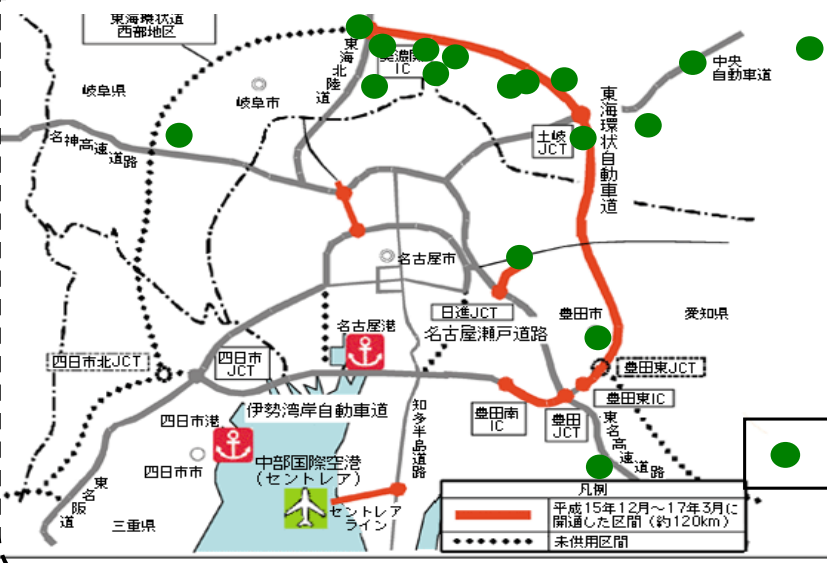 東海環状道
西部地区
岐阜県
岐阜市
東海北陸道
美濃関
IC
中央
自動車道
土岐
JCT
東海環状自動車道
名神高速道路
名古屋市
日進JCT
名古屋瀬戸道路
豊田市
愛知県
名古屋港
四日市北JCT
四日市
JCT
豊田東JCT
豊田東IC
伊勢湾岸自動車道
豊田南
IC
豊田
JCT
東名高速道路
知多半島道路
四日市港
四日市市
中部国際空港
(セントレア)
セントレア
ライン
東名阪道
三重県
凡例
平成15年12月～17年3月に
開通した区間(約120km)
未供用区間